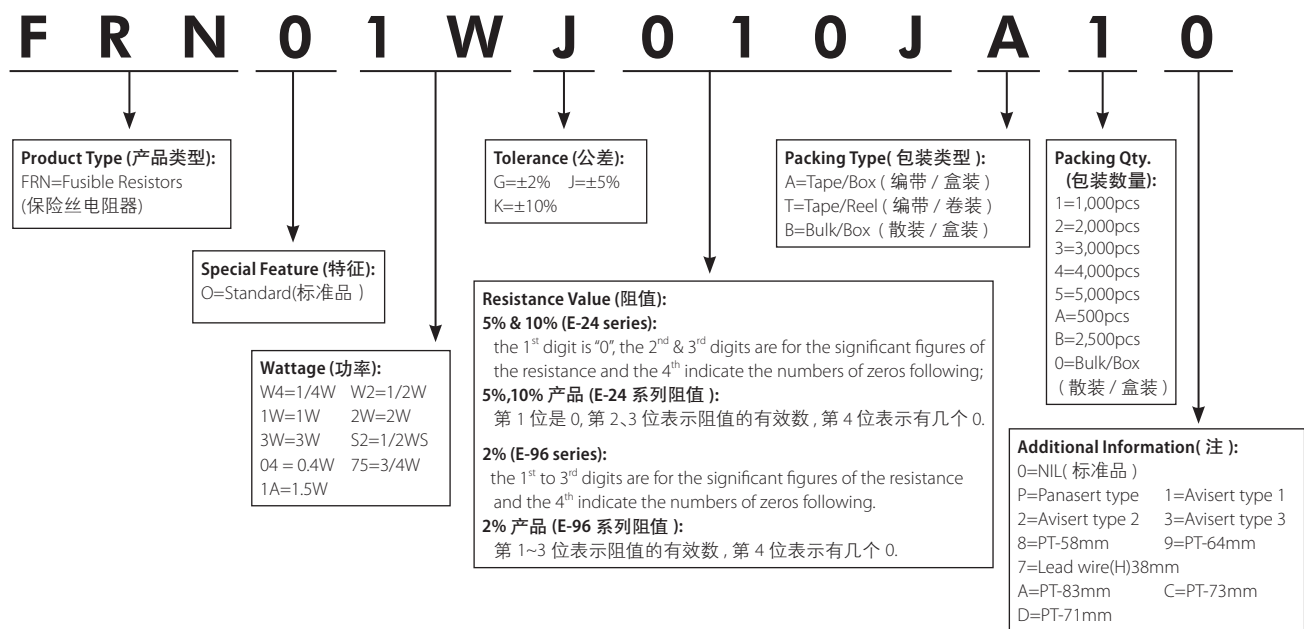 F R N 0 1 W J 0 1 0 J A 1 0
Product Type (产品类型):
FRN=Fusible Resistors
(保险丝电阻器)
Special Feature (特征):
O=Standard(标准品 )
Wattage (功率):
W4=1/4W W2=1/2W
1W=1W 2W=2W
3W=3W S2=1/2WS
04 = 0.4W 75=3/4W
1A=1.5W
Tolerance (公差):
G=±2% J=±5%
K=±10%
Resistance Value (阻值):
5% & 10% (E-24 series):
the 1st digit is "0", the 2nd & 3rd digits are for the significant figures of
the resistance and the 4th indicate the numbers of zeros following;
5%,10% 产品 (E-24 系列阻值 ):
第 1 位是 0, 第 2、3 位表示阻值的有效数 , 第 4 位表示有几个 0.
2% (E-96 series):
the 1st to 3rd digits are for the significant figures of the resistance
and the 4th indicate the numbers of zeros following.
2% 产品 (E-96 系列阻值 ):
第 1~3 位表示阻值的有效数 , 第 4 位表示有几个 0.
Packing Type( 包装类型 ):
A=Tape/Box ( 编带 / 盒装 )
T=Tape/Reel ( 编带 / 卷装 )
B=Bulk/Box ( 散装 / 盒装 )
Packing Qty.
(包装数量):
1=1,000pcs
2=2,000pcs
3=3,000pcs
4=4,000pcs
5=5,000pcs
A=500pcs
B=2,500pcs
0=Bulk/Box
( 散装 / 盒装 )
Additional Information( 注 ):
0=NIL( 标准品 )
P=Panasert type 1=Avisert type 1
2=Avisert type 2 3=Avisert type 3
8=PT-58mm 9=PT-64mm
7=Lead wire(H)38mm
A=PT-83mm C=PT-73mm
D=PT-71mm